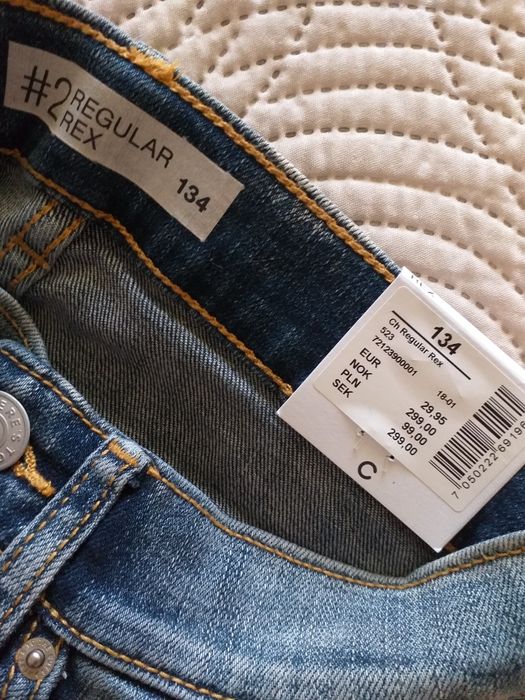 #2 REGULAR
REX
134
134
Ch Regular Rex
523
72123900001
18-01
EUR 29,95
NOK 299,00
PLN 99,00
SEK 299,00
C
7 050222 69196